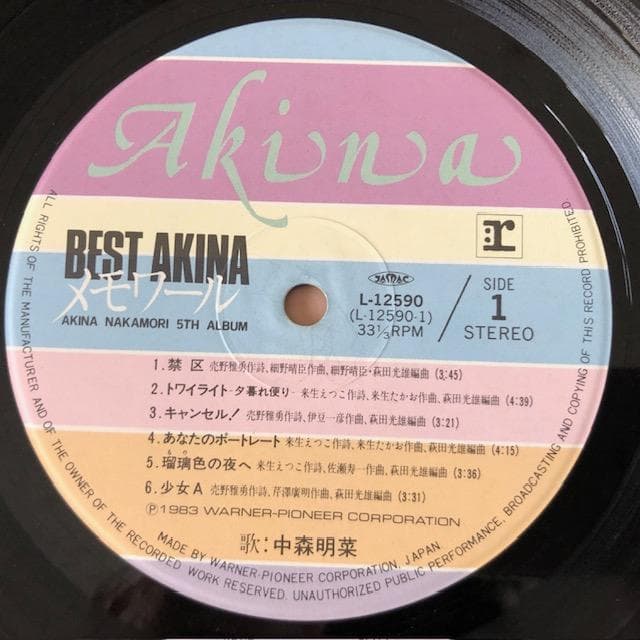 Akina
BEST AKINA
メモワール
AKINA NAKAMORI 5TH ALBUM
r
JASRAC
L-12590
(L-12590-1)
33⅓RPM
SIDE
1
STEREO
1. 禁区 売野雅勇作詩、細野晴臣作曲、細野晴臣・萩田光雄編曲 (3:45)
2. トワイライト-夕暮れ便り- 来生えつこ作詩、来生たかお作曲、萩田光雄編曲 (4:39)
3. キャンセル! 売野雅勇作詩、伊豆一彦作曲、萩田光雄編曲 (3:21)
4. あなたのポートレート 来生えつこ作詩、来生たかお作曲、萩田光雄編曲 (4:15)
5. 瑠璃色の夜へ 来生えつこ作詩、佐瀬寿一作曲、萩田光雄編曲 (3:36)
6. 少女A 売野雅勇作詩、芹澤廣明作曲、萩田光雄編曲 (3:31)
Ⓟ1983 WARNER-PIONEER CORPORATION
歌:中森明菜
MADE BY WARNER-PIONEER CORPORATION, JAPAN
ALL RIGHTS OF THE MANUFACTURER AND OF THE OWNER OF THE RECORDED WORK RESERVED. UNAUTHORIZED PUBLIC PERFORMANCE, BROADCASTING AND COPYING OF THIS RECORD PROHIBITED.